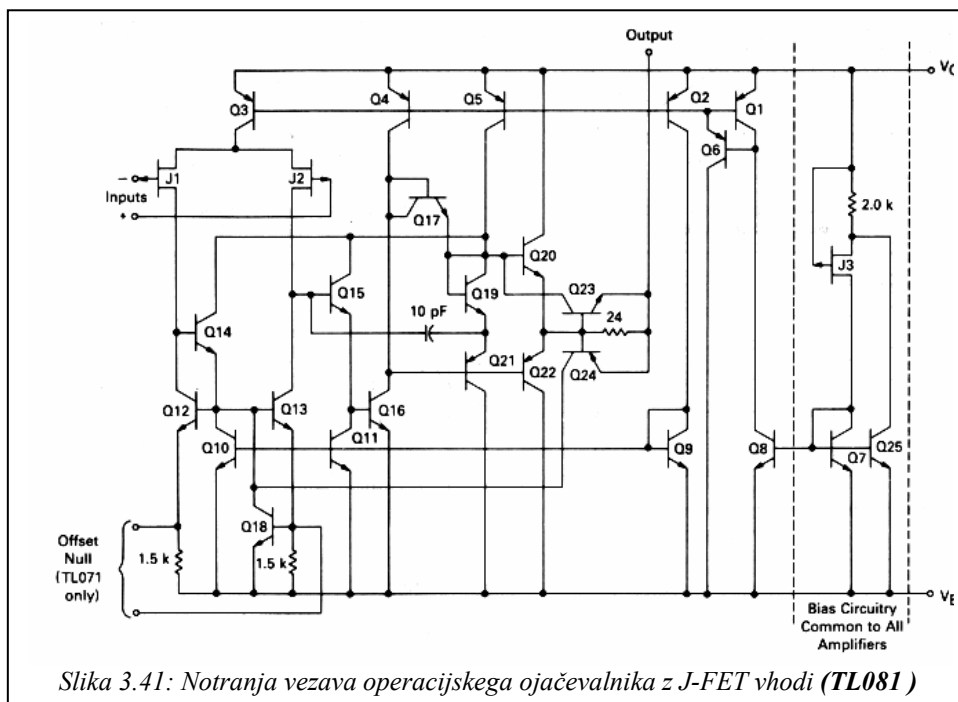 Output
V
Q3
Q4
Q5
Q2
Q1
Q6
J1
J2
−
Inputs
+
Q17
2.0 k
J3
Q20
Q15
Q19
Q23
10 pF
24
Q14
Q21
Q22
Q24
Q12
Q13
Q16
Q10
Q11
Q9
Q8
Q7
Q25
Q18
Offset
Null
(TL071
only)
1.5 k
1.5 k
V
Bias Circuitry
Common to All
Amplifiers
Slika 3.41: Notranja vezava operacijskega ojačevalnika z J-FET vhodi (TL081 )